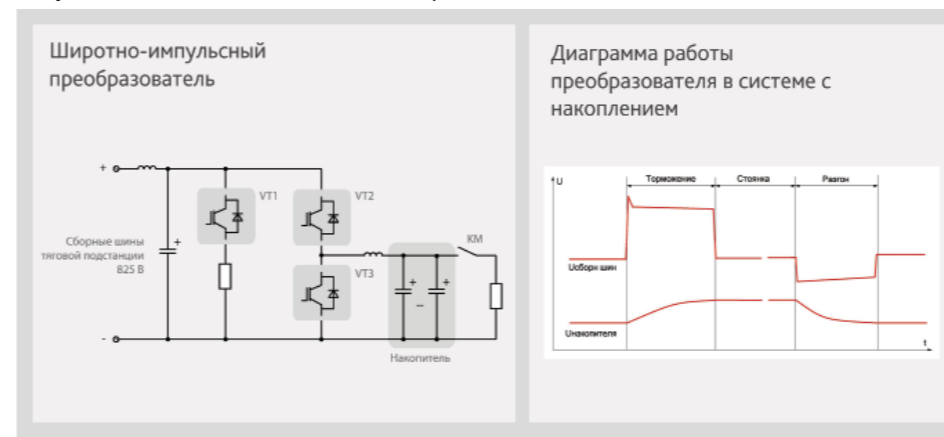 Широтно-импульсный
преобразователь
+
VT1
VT2
Сборные шины
тяговой подстанции
825 В
+
KM
VT3
+
+
–
-
Накопитель
Диаграмма работы
преобразователя в системе с
накоплением
U
Торможение
Стоянка
Разгон
Uсборн шин
Uнакопителя
t